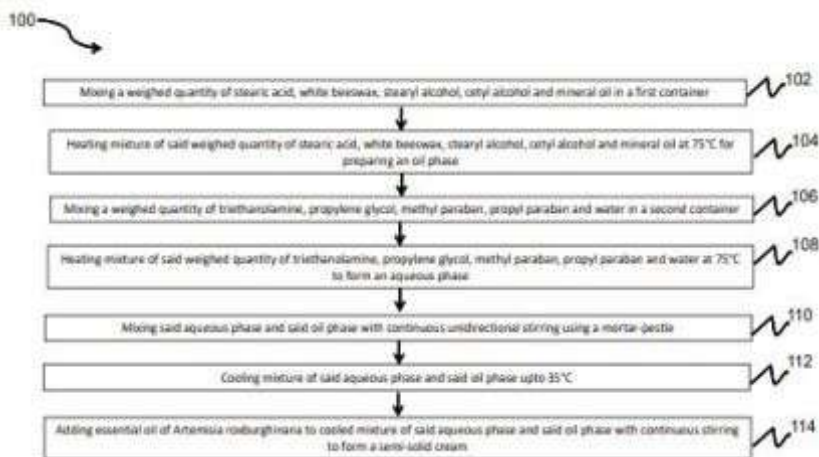 100
Mixing a weighed quantity of stearic acid, white beeswax, stearyl alcohol, cetyl alcohol and mineral oil in a first container
102
Heating mixture of said weighed quantity of stearic acid, white beeswax, stearyl alcohol, cetyl alcohol and mineral oil at 75°C for
preparing an oil phase
104
Mixing a weighed quantity of triethanolamine, propylene glycol, methyl paraban, propyl paraban and water in a second container
106
Heating mixture of said weighed quantity of triethanolamine, propylene glycol, methyl paraban, propyl paraban and water at 75°C
to form an aqueous phase
108
Mixing said aqueous phase and said oil phase with continuous unidirectional stirring using a mortar-pestle
110
Cooling mixture of said aqueous phase and said oil phase upto 35°C
112
Adding essential oil of Artemisia roxburghinana to cooled mixture of said aqueous phase and said oil phase with continuous stirring
to form a semi-solid cream
114